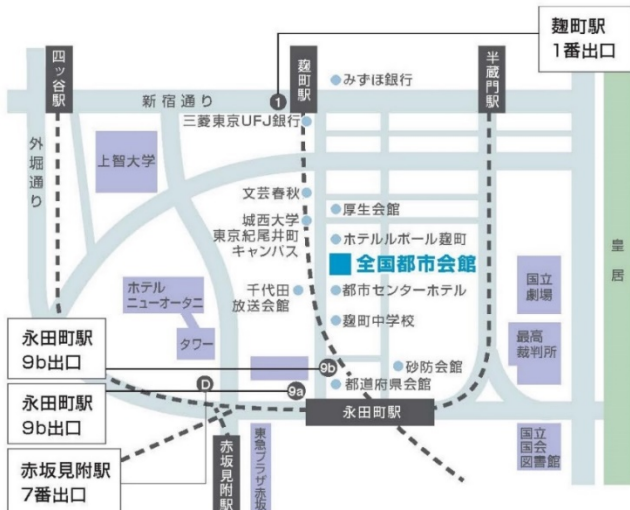 麹町駅
1番出口
四ッ谷駅
麹町駅
半蔵門駅
みずほ銀行
新宿通り
1
三菱東京UFJ銀行
外堀通り
上智大学
文芸春秋
厚生会館
城西大学
東京紀尾井町
キャンパス
ホテルルポール麹町
全国都市会館
皇居
ホテル
ニューオータニ
千代田
放送会館
都市センターホテル
国立
劇場
麹町中学校
タワー
最高
裁判所
永田町駅
9b出口
9b
砂防会館
D
9a
都道府県会館
永田町駅
9b出口
永田町駅
赤坂見附駅
7番出口
赤坂見附駅
東急プラザ赤坂
国立
国会
図書館